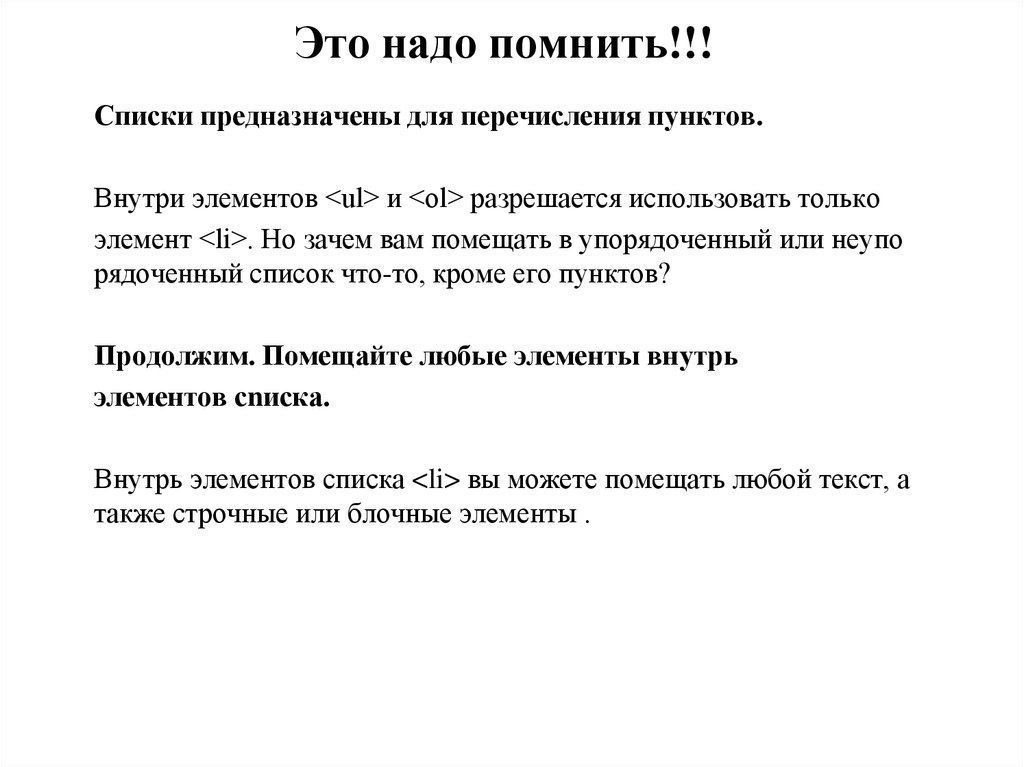 Это надо помнить!!!
Списки предназначены для перечисления пунктов.
Внутри элементов <ul> и <ol> разрешается использовать только
элемент <li>. Но зачем вам помещать в упорядоченный или неупо
рядоченный список что-то, кроме его пунктов?
Продолжим. Помещайте любые элементы внутрь
элементов сnиска.
Внутрь элементов списка <li> вы можете помещать любой текст, а
также строчные или блочные элементы .